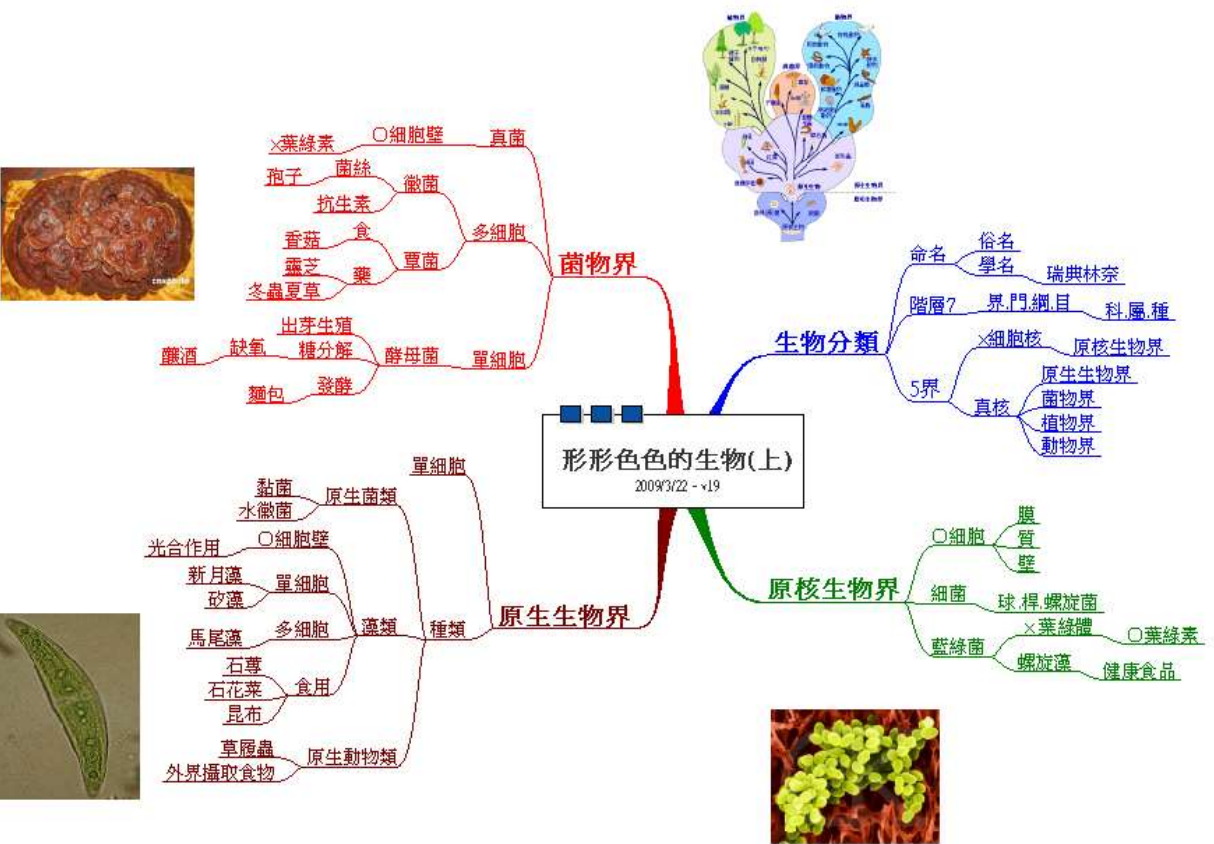 形形色色的生物(上)
2009/3/22 - v19
生物分類
命名
俗名
學名
瑞典林奈
階層7
界.門.綱.目
科.屬.種
5界
×細胞核
原核生物界
真核
原生生物界
菌物界
植物界
動物界
原核生物界
○細胞
膜
質
壁
細菌
球.桿.螺旋菌
藍綠菌
×葉綠體
○葉綠素
螺旋藻
健康食品
菌物界
真菌
○細胞壁
×葉綠素
多細胞
黴菌
菌絲
孢子
抗生素
蕈菌
食
香菇
藥
靈芝
冬蟲夏草
單細胞
酵母菌
出芽生殖
糖分解
缺氧
釀酒
發酵
麵包
原生生物界
單細胞
種類
原生菌類
黏菌
水黴菌
藻類
○細胞壁
光合作用
單細胞
新月藻
矽藻
多細胞
馬尾藻
食用
石蓴
石花菜
昆布
原生動物類
草履蟲
外界攝取食物